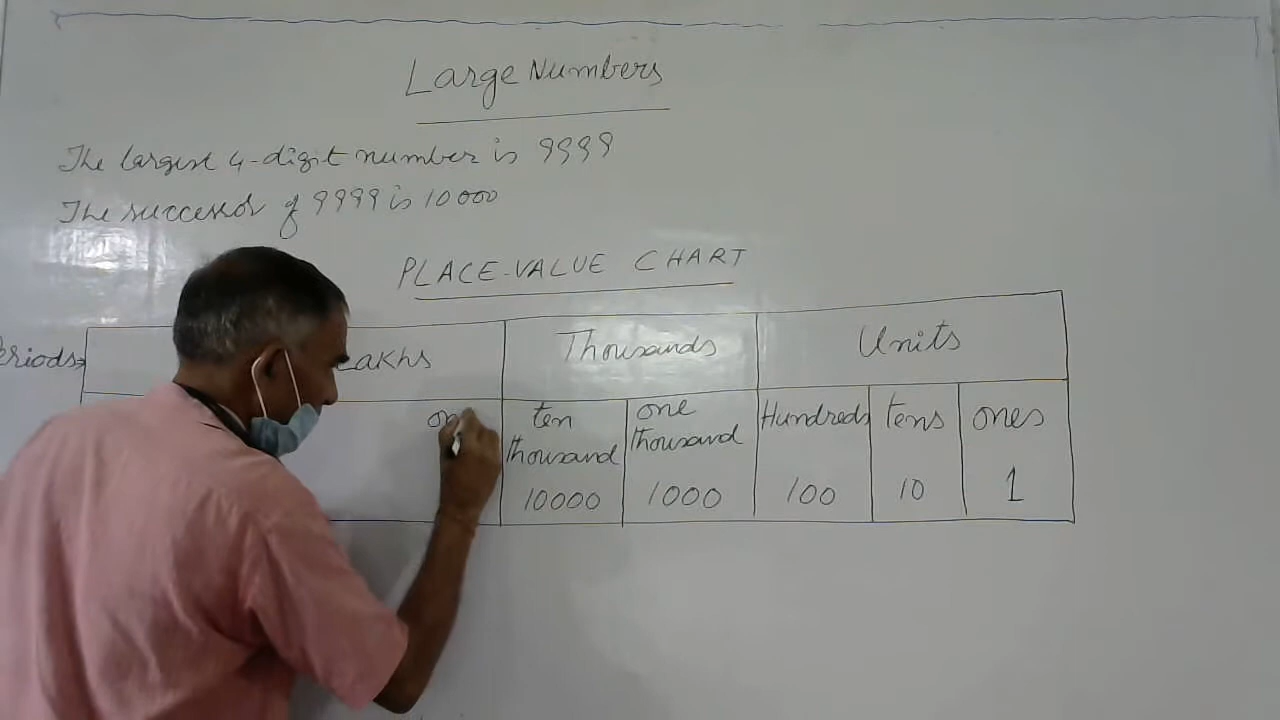 Large Numbers
The largest 4-digit number is 9999
The successor of 9999 is 10000
PLACE-VALUE CHART
Lakhs Thousands Units
ten one Hundreds tens ones
thousand thousand
10000 1000 100 10 1